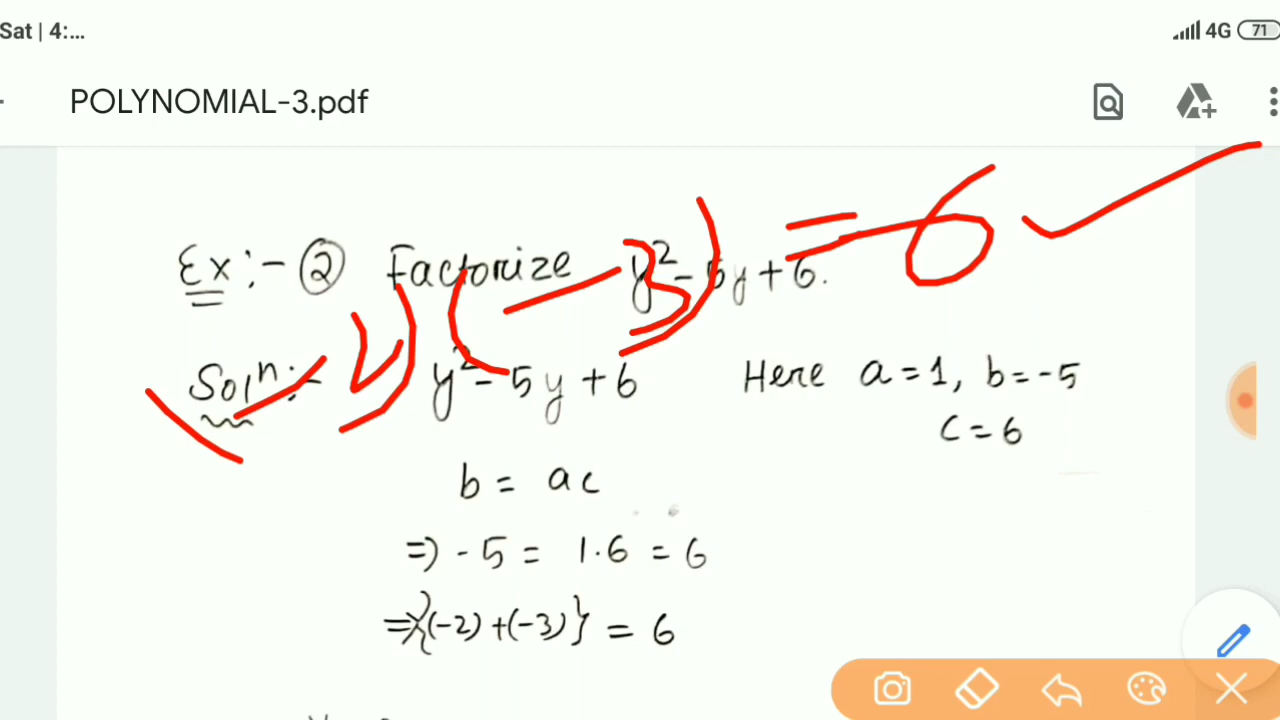 Sat | 4:...
4G 71
POLYNOMIAL-3.pdf
Ex:- ② Factorize y² - 5y + 6.
(-2) (-3) = 6 ✓
Solⁿ:- y² - 5y + 6 Here a = 1, b = -5
c = 6
b = ac
=> -5 = 1.6 = 6
=> {(-2) + (-3)} = 6